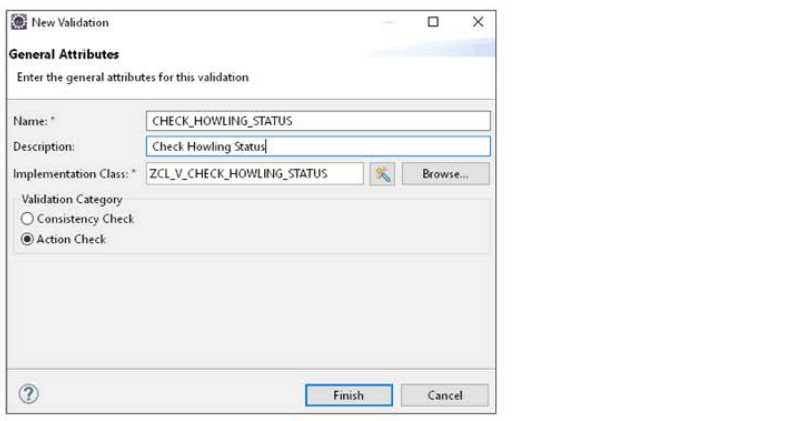 New Validation
General Attributes
Enter the general attributes for this validation
Name: * CHECK_HOWLING_STATUS
Description: Check Howling Status
Implementation Class: * ZCL_V_CHECK_HOWLING_STATUS Browse...
Validation Category
Consistency Check
Action Check
? Finish Cancel